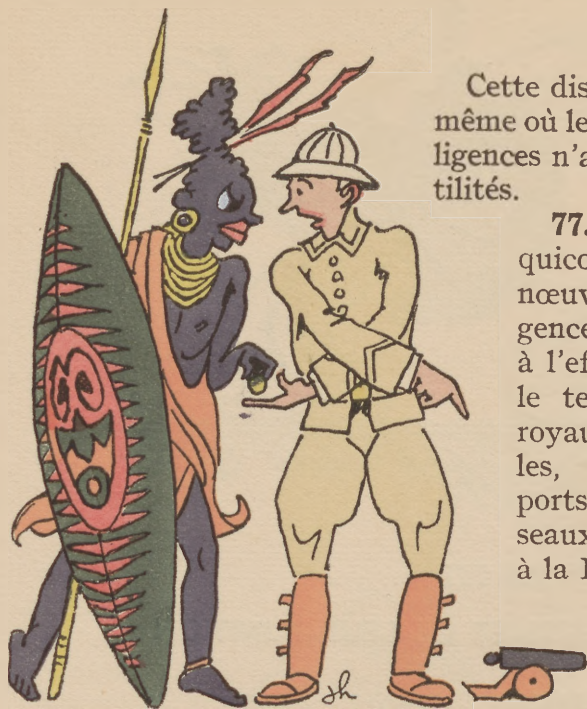 Cette dis
même où le
ligences n'a
tilités.
77.
quico
nœuv
gence
à l'ef
le te
royau
les,
ports
seaux
à la I
Jh